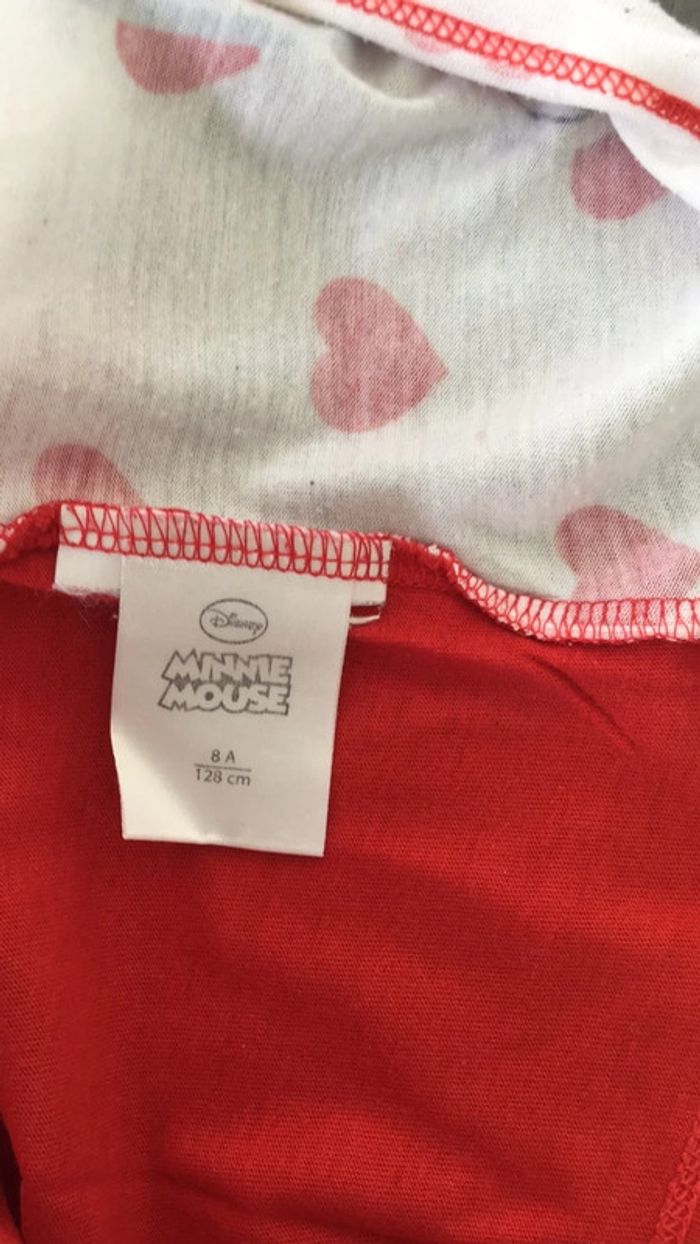 Disney
MINNIE
MOUSE
8 A
128 cm